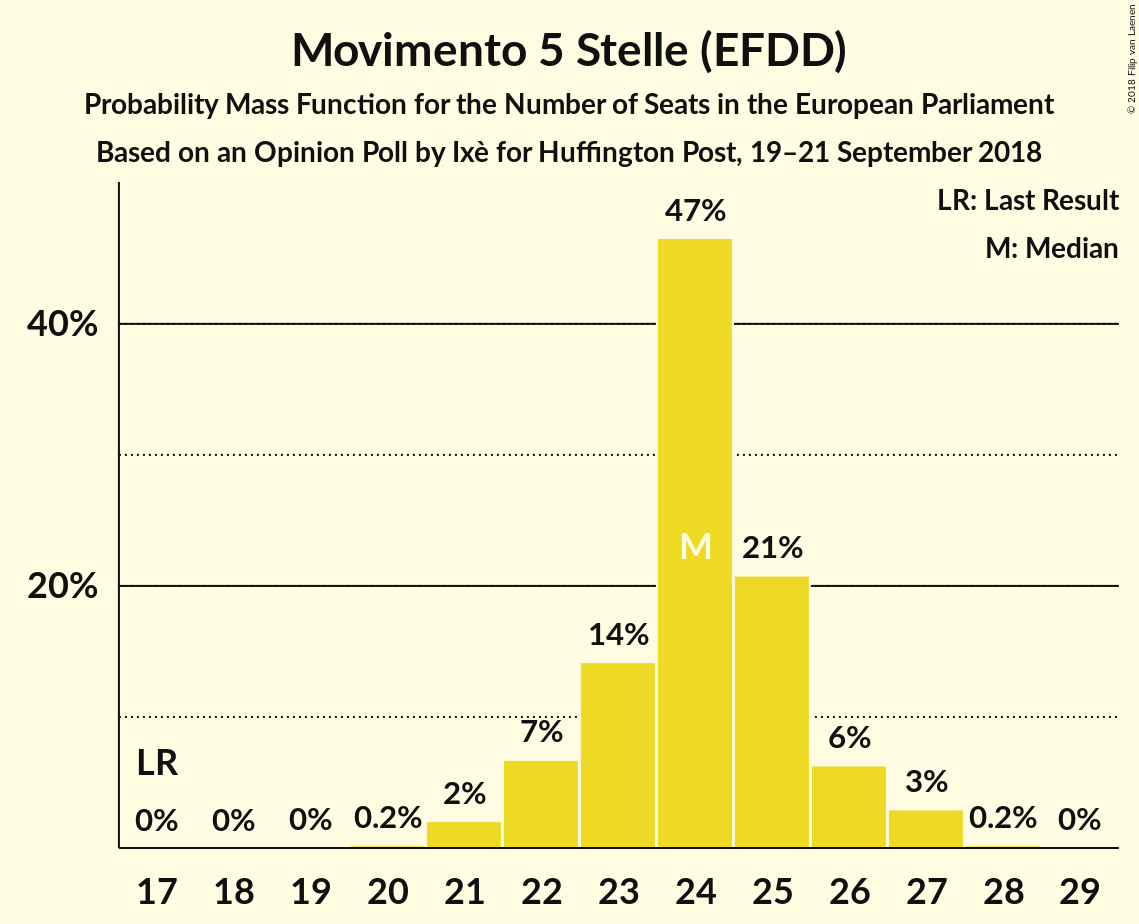 Movimento 5 Stelle (EFDD)
Probability Mass Function for the Number of Seats in the European Parliament
Based on an Opinion Poll by Ixè for Huffington Post, 19–21 September 2018
© 2018 Filip van Laenen
LR: Last Result
M: Median
47%
40%
M
21%
20%
14%
7%
6%
LR
2%
3%
0%
0%
0%
0.2%
0.2%
0%
17 18 19 20 21 22 23 24 25 26 27 28 29